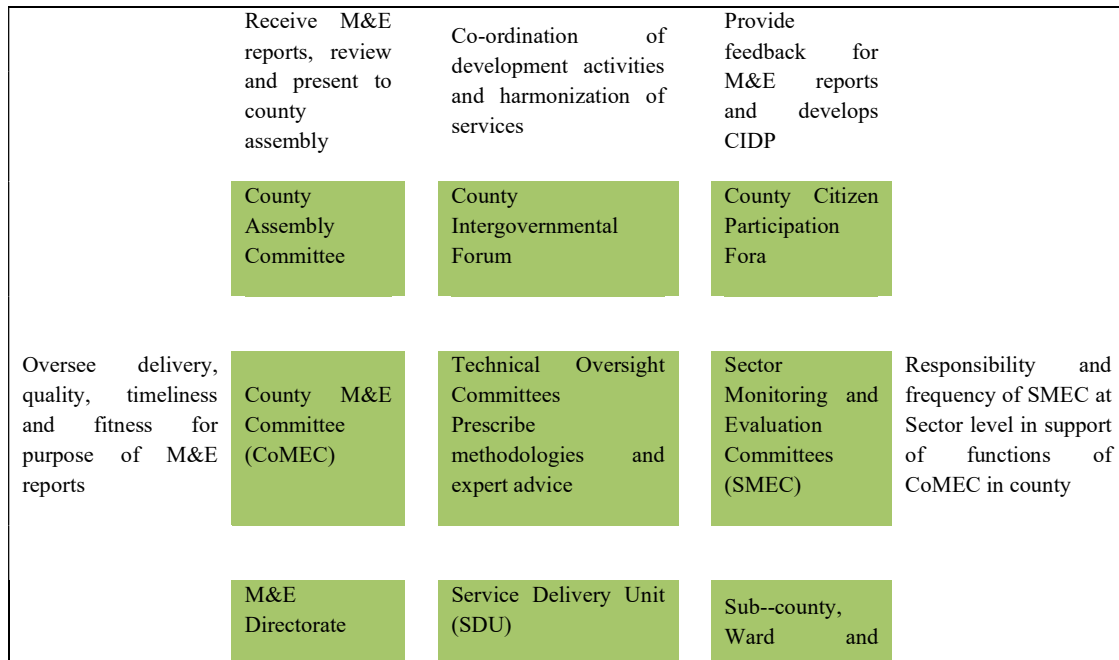 Receive M&E
reports, review
and present to
county
assembly
Co-ordination of
development activities
and harmonization of
services
Provide
feedback for
M&E reports
and develops
CIDP
County
Assembly
Committee
County
Intergovernmental
Forum
County Citizen
Participation
Fora
Oversee delivery,
quality, timeliness
and fitness for
purpose of M&E
reports
County M&E
Committee
(CoMEC)
Technical Oversight
Committees
Prescribe
methodologies and
expert advice
Sector
Monitoring and
Evaluation
Committees
(SMEC)
Responsibility and
frequency of SMEC at
Sector level in support
of functions of
CoMEC in county
M&E
Directorate
Service Delivery Unit
(SDU)
Sub--county,
Ward and